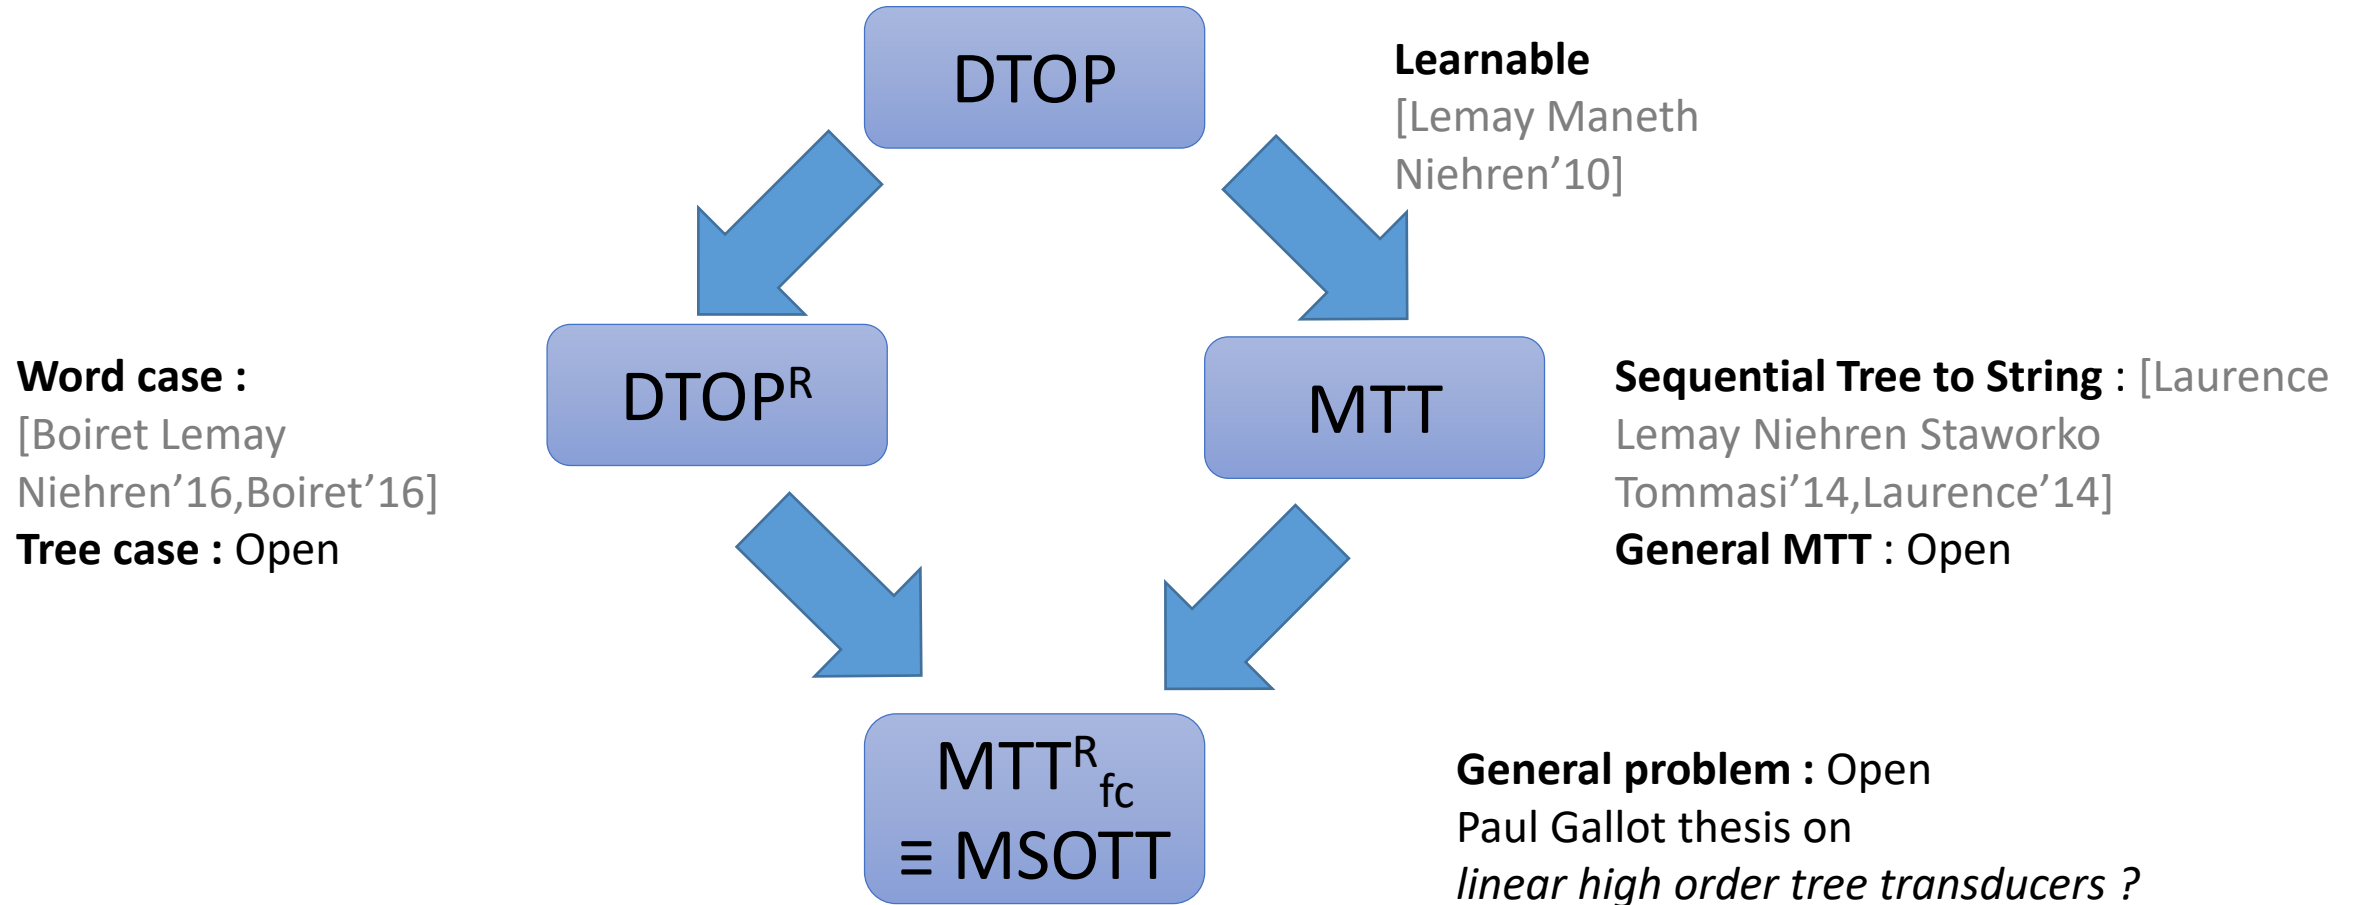 DTOP
Learnable
[Lemay Maneth
Niehren’10]
DTOPᴿ
MTT
Word case :
[Boiret Lemay
Niehren’16,Boiret’16]
Tree case : Open
Sequential Tree to String : [Laurence
Lemay Niehren Staworko
Tommasi’14,Laurence’14]
General MTT : Open
MTTᴿfc
≡ MSOTT
General problem : Open
Paul Gallot thesis on
linear high order tree transducers ?